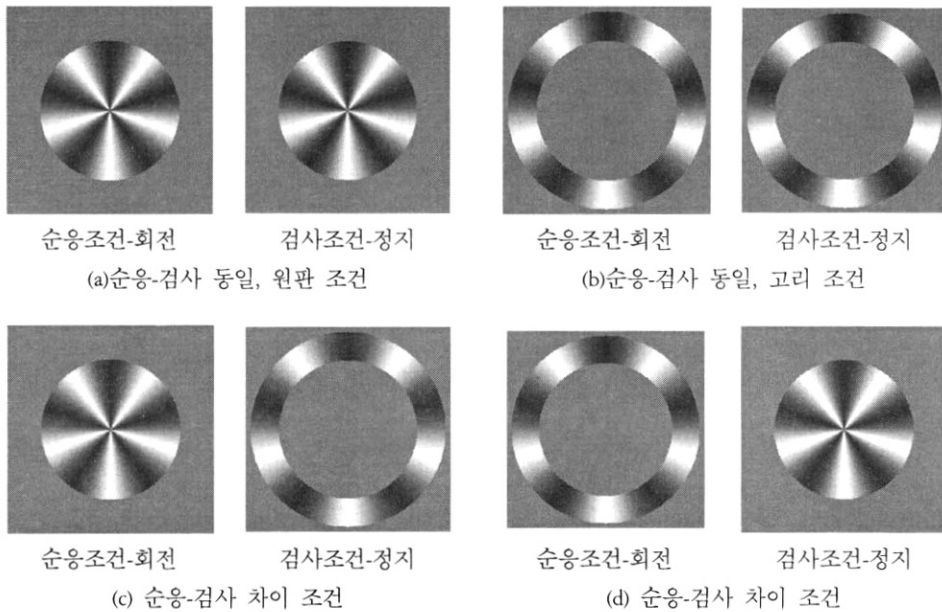 순응조건-회전 검사조건-정지 순응조건-회전 검사조건-정지
(a)순응-검사 동일, 원판 조건 (b)순응-검사 동일, 고리 조건
순응조건-회전 검사조건-정지 순응조건-회전 검사조건-정지
(c) 순응-검사 차이 조건 (d) 순응-검사 차이 조건